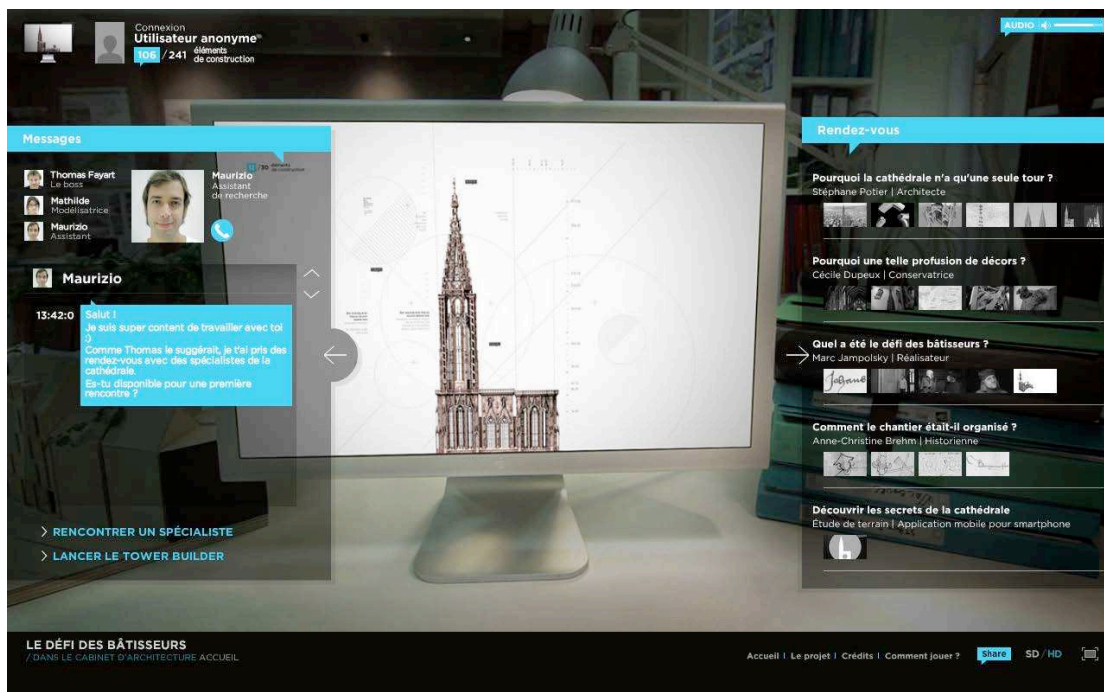 Connexion
Utilisateur anonyme
106 / 241 éléments
de construction
AUDIO
Messages
Thomas Fayart
Le boss
Mathilde
Modélisatrice
Maurizio
Assistant
Maurizio
Assistant
de recherche
/30 éléments
de construction
Maurizio
13:42:0
Salut !
Je suis super content de travailler avec toi
:)
Comme Thomas le suggérait, je t'ai pris des
rendez-vous avec des spécialistes de la
cathédrale.
Es-tu disponible pour une première
rencontre ?
> RENCONTRER UN SPÉCIALISTE
> LANCER LE TOWER BUILDER
Rendez-vous
Pourquoi la cathédrale n'a qu'une seule tour ?
Stéphane Potier | Architecte
Pourquoi une telle profusion de décors ?
Cécile Dupeux | Conservatrice
Quel a été le défi des bâtisseurs ?
Marc Jampolsky | Réalisateur
Comment le chantier était-il organisé ?
Anne-Christine Brehm | Historienne
Découvrir les secrets de la cathédrale
Étude de terrain | Application mobile pour smartphone
LE DÉFI DES BÂTISSEURS
/ DANS LE CABINET D'ARCHITECTURE ACCUEIL
Accueil | Le projet | Crédits | Comment jouer ?
Share
SD / HD